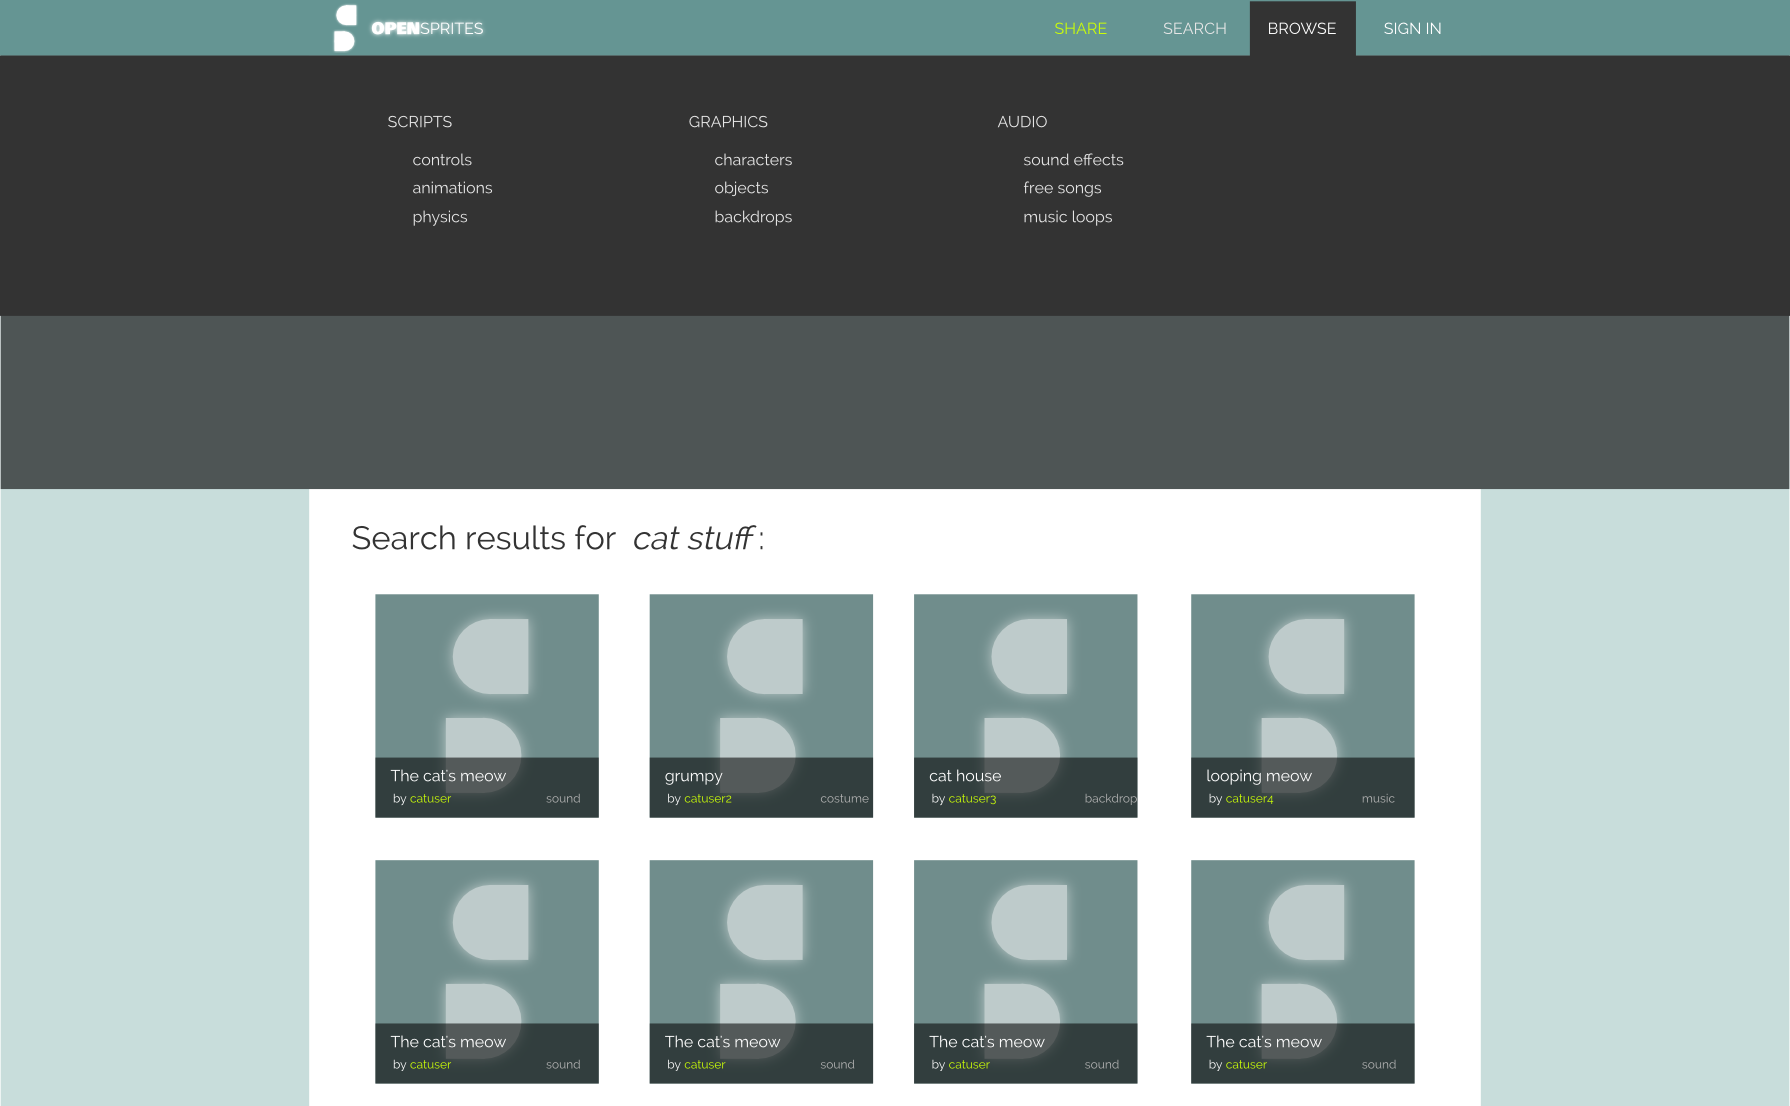 OPENSPRITES
SHARE SEARCH BROWSE SIGN IN
SCRIPTS
controls
animations
physics
GRAPHICS
characters
objects
backdrops
AUDIO
sound effects
free songs
music loops
Search results for cat stuff :
The cat's meow
by catuser sound
grumpy
by catuser2 costume
cat house
by catuser3 backdrop
looping meow
by catuser4 music
The cat's meow
by catuser sound
The cat's meow
by catuser sound
The cat's meow
by catuser sound
The cat's meow
by catuser sound